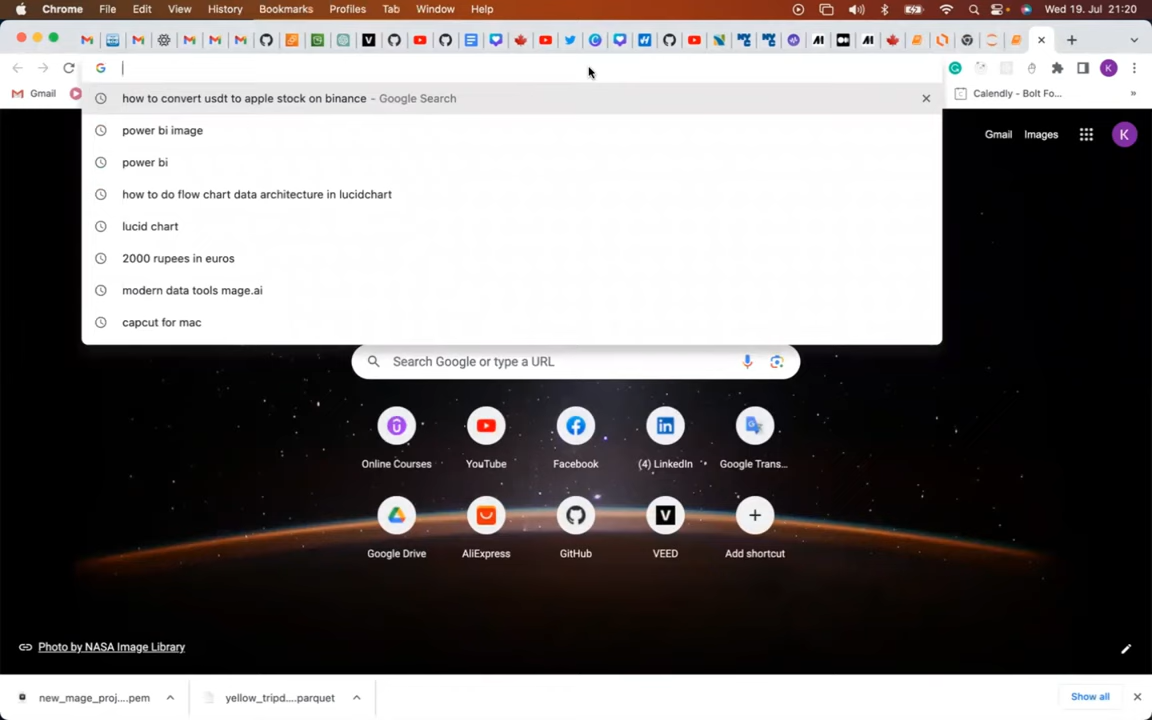 Chrome File Edit View History Bookmarks Profiles Tab Window Help Wed 19. Jul 21:20
Gmail Calendly - Bolt Fo... »
how to convert usdt to apple stock on binance - Google Search
power bi image
power bi
how to do flow chart data architecture in lucidchart
lucid chart
2000 rupees in euros
modern data tools mage.ai
capcut for mac
Gmail Images K
Search Google or type a URL
Online Courses YouTube Facebook (4) LinkedIn Google Trans...
Google Drive AliExpress GitHub VEED Add shortcut
Photo by NASA Image Library
new_mage_proj....pem yellow_tripd....parquet Show all